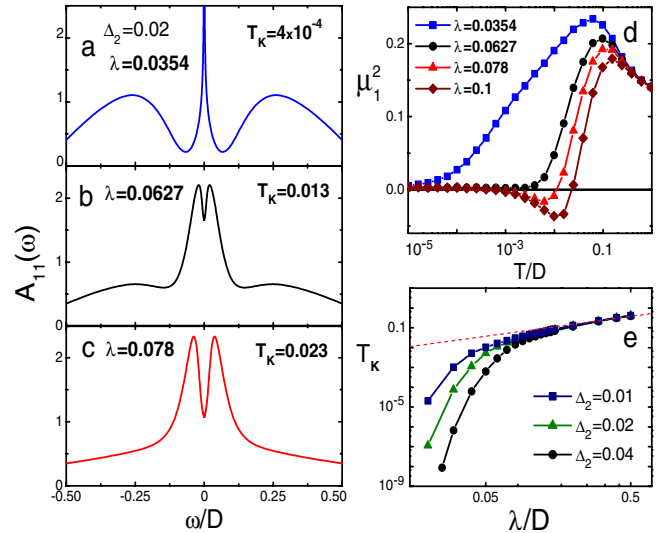 a
Δ2=0.02
TK=4x10-4
λ=0.0354
2
1
b
λ=0.0627
TK=0.013
2
1
0
c
λ=0.078
TK=0.023
2
1
0
-0.50
-0.25
0
0.25
0.50
ω/D
A11(ω)
d
λ=0.0354
λ=0.0627
λ=0.078
λ=0.1
0.2
0.1
0.0
μ1²
10-5
10-3
0.1
T/D
e
0.1
10-5
10-9
TK
Δ2=0.01
Δ2=0.02
Δ2=0.04
0.05
0.5
λ/D